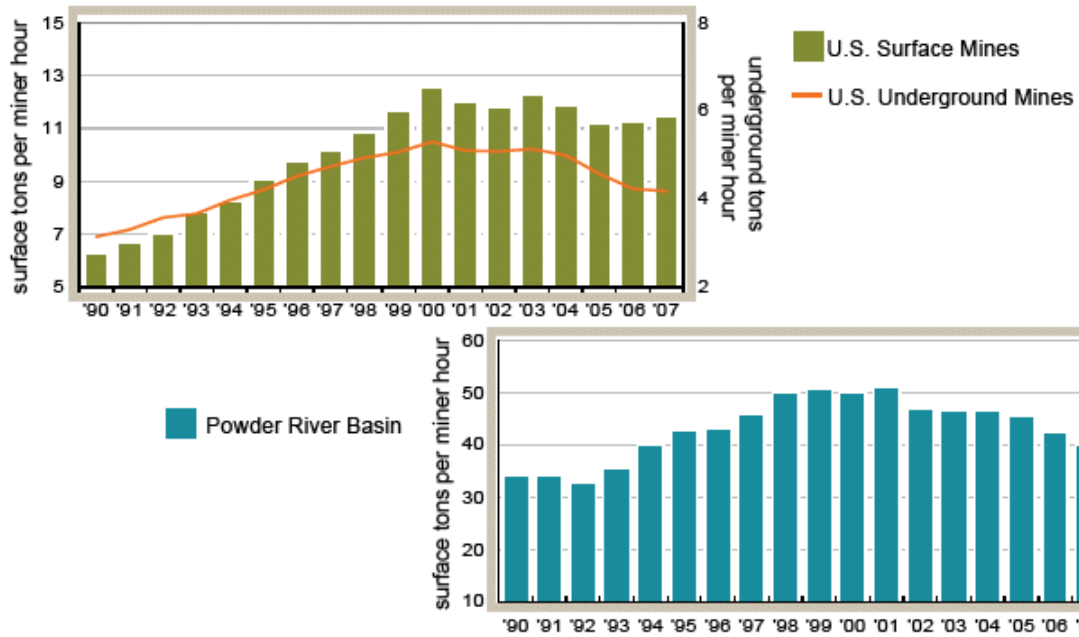 15
13
11
9
7
5
surface tons per miner hour
8
6
4
2
underground tons
per miner hour
'90 '91 '92 '93 '94 '95 '96 '97 '98 '99 '00 '01 '02 '03 '04 '05 '06 '07
U.S. Surface Mines
U.S. Underground Mines
Powder River Basin
60
50
40
30
20
10
surface tons per miner hour
'90 '91 '92 '93 '94 '95 '96 '97 '98 '99 '00 '01 '02 '03 '04 '05 '06